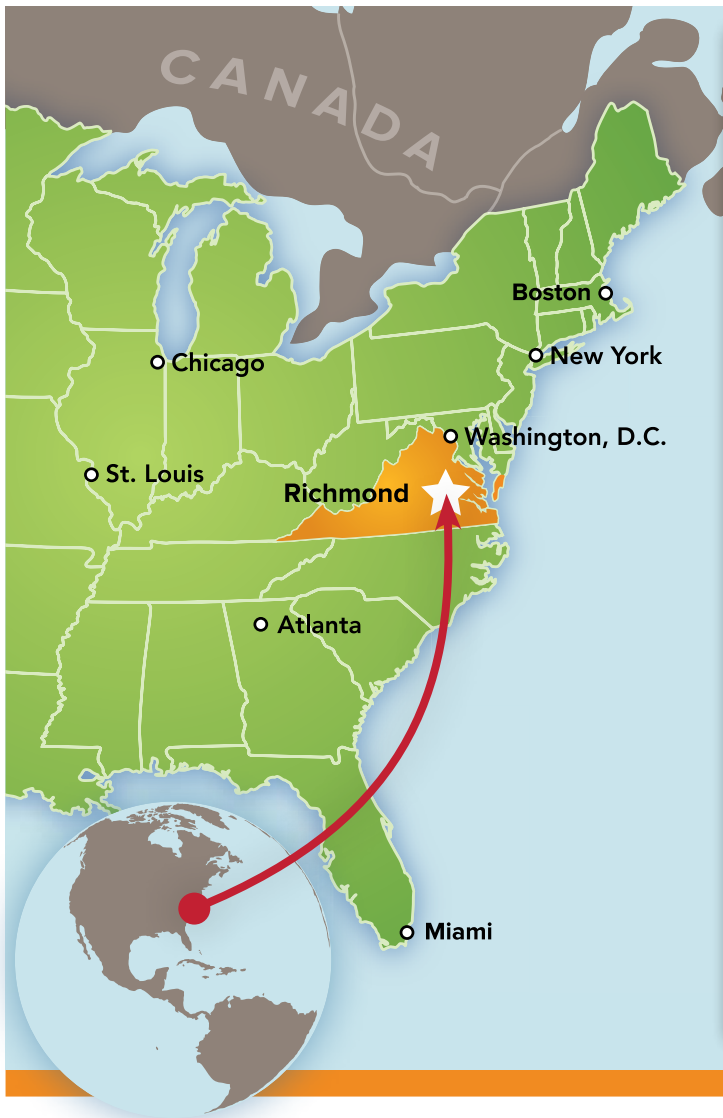 CANADA
Boston
New York
Chicago
Washington, D.C.
St. Louis
Richmond
Atlanta
Miami